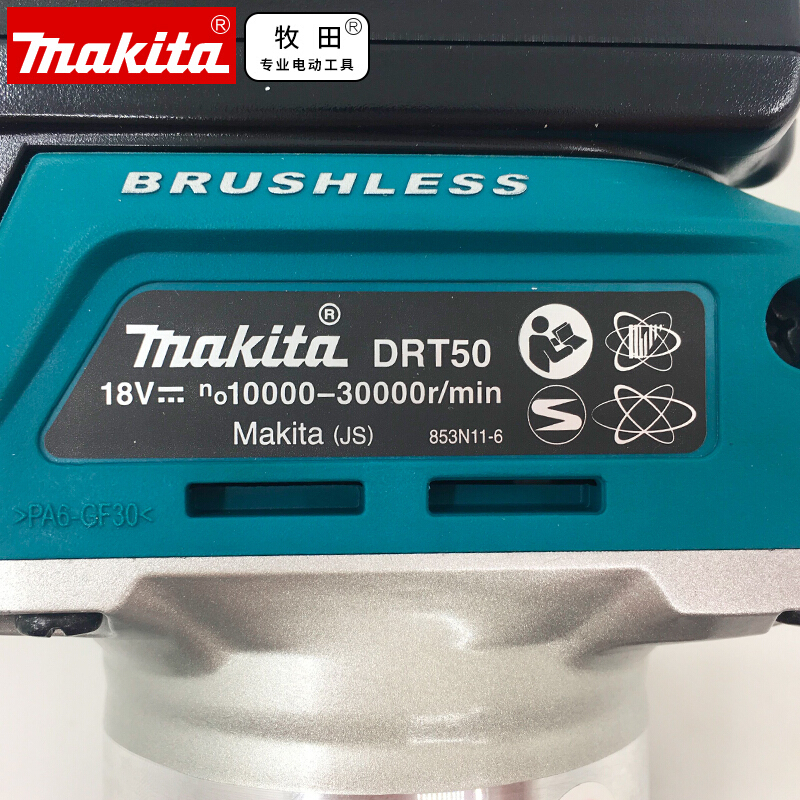 makita®
牧田®
专业电动工具
BRUSHLESS
makita® DRT50
18V⎓ n₀10000–30000r/min
Makita (JS) 853N11-6
>PA6-GF30<